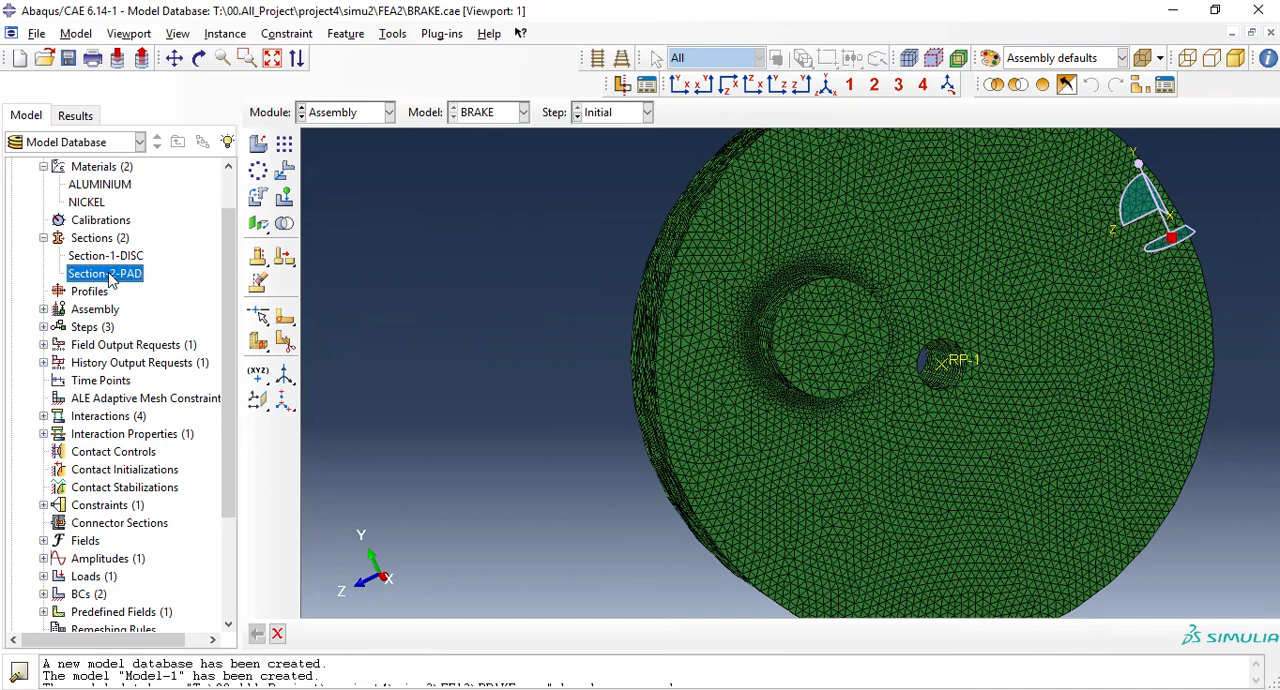 Abaqus/CAE 6.14-1 - Model Database: T:\00.All_Project\project4\simu2\FEA2\BRAKE.cae [Viewport: 1]
File Model Viewport View Instance Constraint Feature Tools Plug-ins Help
All Assembly defaults
1 2 3 4
Model Results Module: Assembly Model: BRAKE Step: Initial
Model Database
Materials (2)
ALUMINIUM
NICKEL
Calibrations
Sections (2)
Section-1-DISC
Section-2-PAD
Profiles
Assembly
Steps (3)
Field Output Requests (1)
History Output Requests (1)
Time Points
ALE Adaptive Mesh Constraint
Interactions (4)
Interaction Properties (1)
Contact Controls
Contact Initializations
Contact Stabilizations
Constraints (1)
Connector Sections
Fields
Amplitudes (1)
Loads (1)
BCs (2)
Predefined Fields (1)
Remeshing Rules
(XYZ)
Y
X
Z
RP-1
Y
Z
X
SIMULIA
A new model database has been created.
The model "Model-1" has been created.